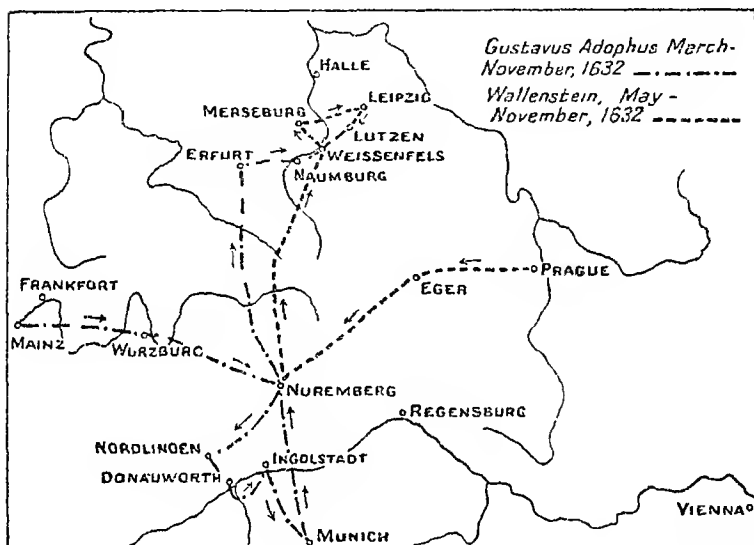 Gustavus Adophus March-
November, 1632
Wallenstein, May -
November, 1632
HALLE
LEIPZIG
MERSEBURG
LUTZEN
ERFURT
WEISSENFELS
NAUMBURG
PRAGUE
EGER
FRANKFORT
MAINZ
WURZBURG
NUREMBERG
REGENSBURG
NORDLINGEN
INGOLSTADT
DONAUWORTH
VIENNA
MUNICH